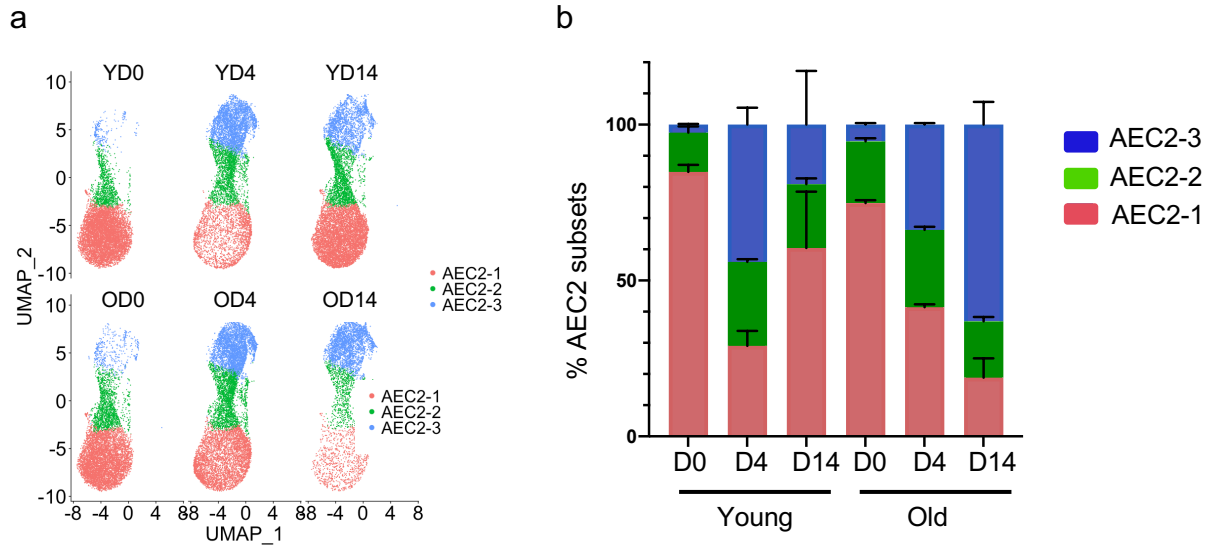 a
YD0 YD4 YD14
10
5
0
-5
-10
AEC2-1
AEC2-2
AEC2-3
OD0 OD4 OD14
10
5
0
-5
-10
AEC2-1
AEC2-2
AEC2-3
UMAP_2
-8 -4 0 4 8-8 -4 0 4 8-8 -4 0 4 8
UMAP_1
b
% AEC2 subsets
100
50
0
D0 D4 D14 D0 D4 D14
Young Old
AEC2-3
AEC2-2
AEC2-1